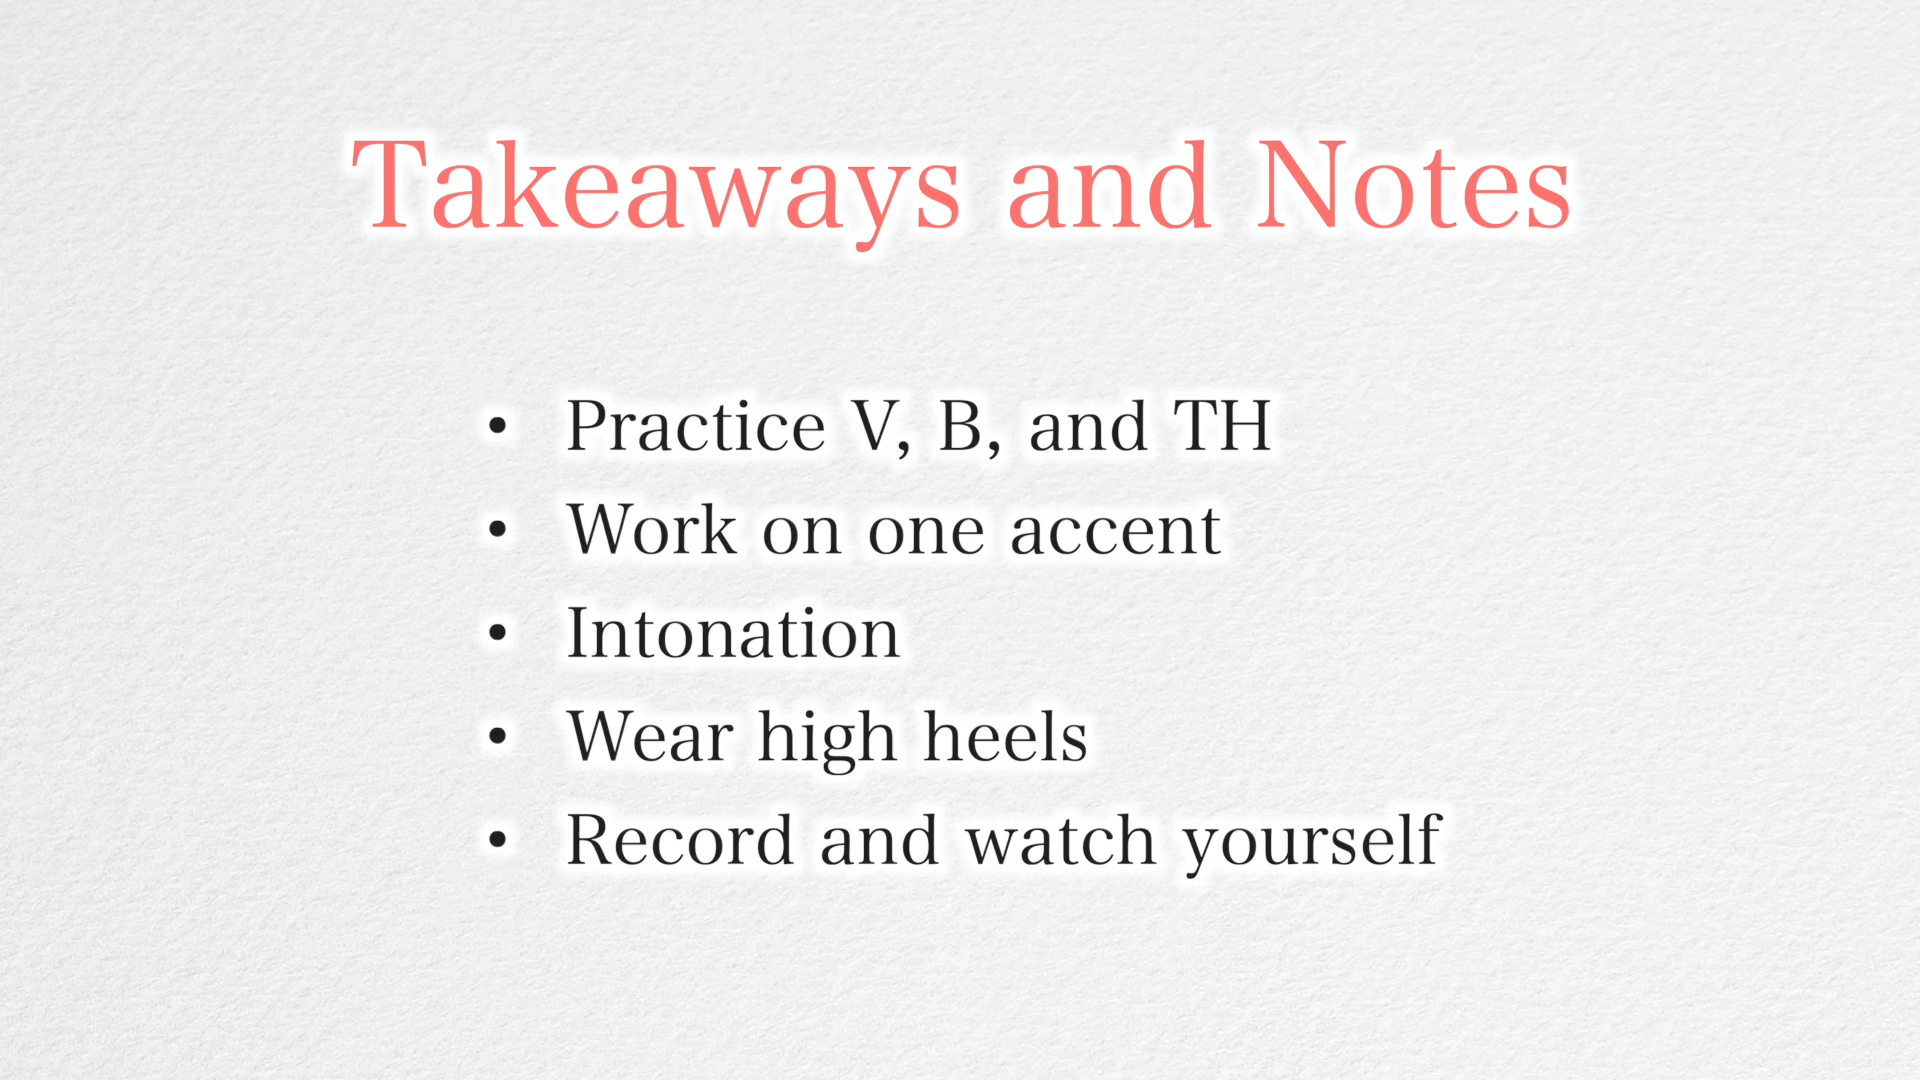 Takeaways and Notes
• Practice V, B, and TH
• Work on one accent
• Intonation
• Wear high heels
• Record and watch yourself